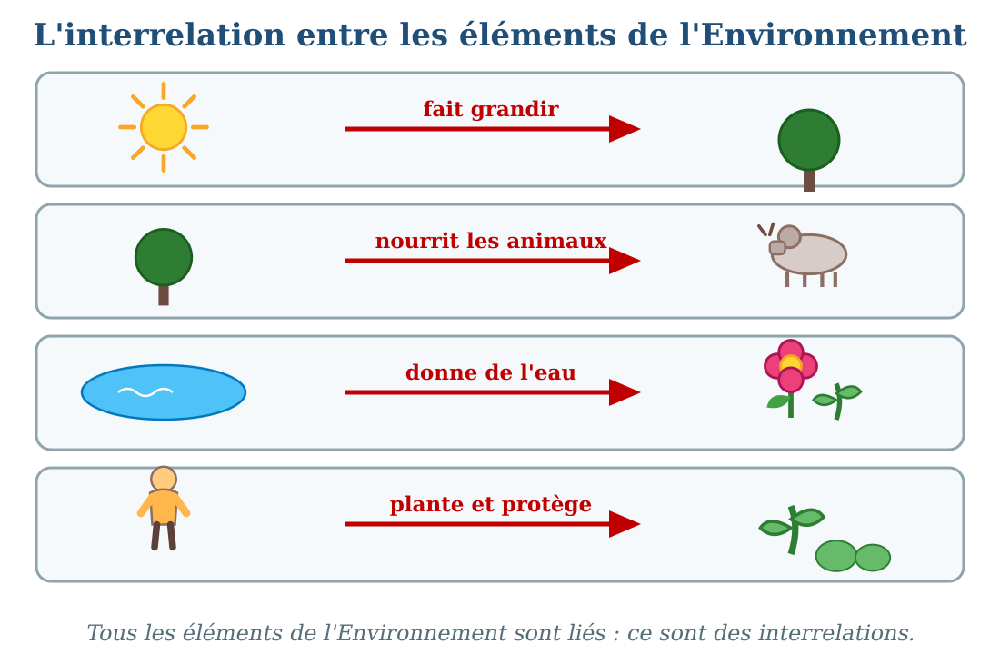 L'interrelation entre les éléments de l'Environnement
fait grandir
nourrit les animaux
donne de l'eau
plante et protège
Tous les éléments de l'Environnement sont liés : ce sont des interrelations.